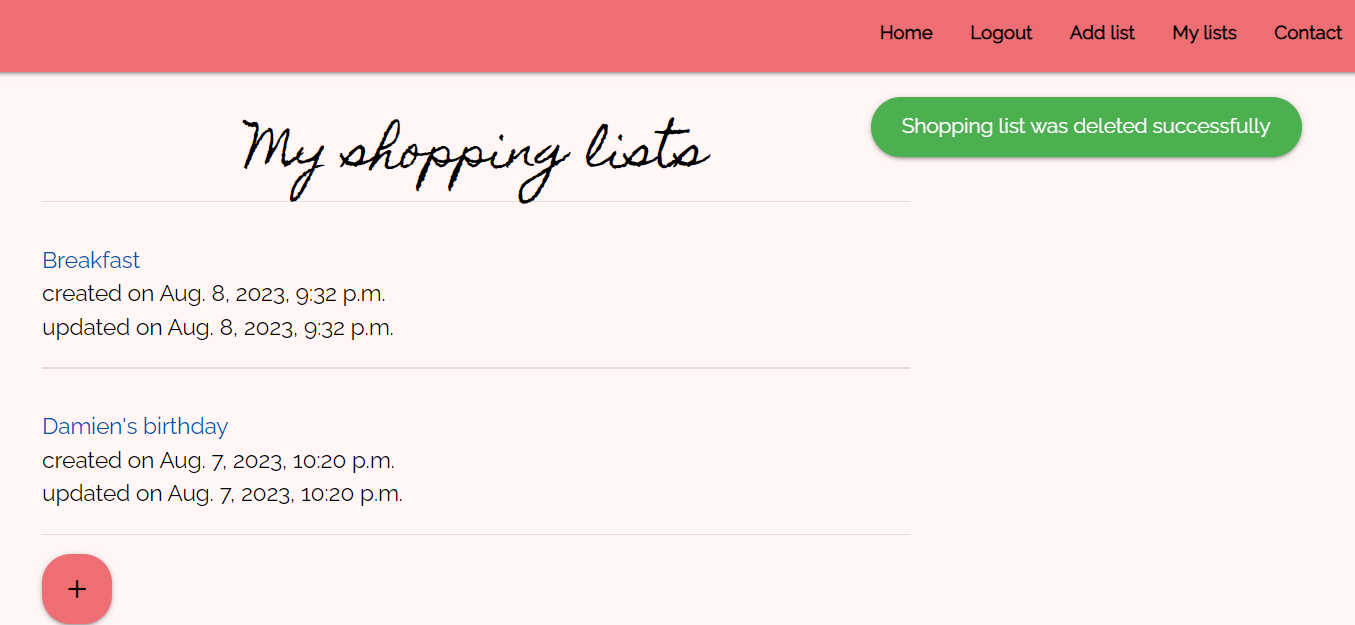 Home Logout Add list My lists Contact
Shopping list was deleted successfully
My shopping lists
Breakfast
created on Aug. 8, 2023, 9:32 p.m.
updated on Aug. 8, 2023, 9:32 p.m.
Damien's birthday
created on Aug. 7, 2023, 10:20 p.m.
updated on Aug. 7, 2023, 10:20 p.m.
+